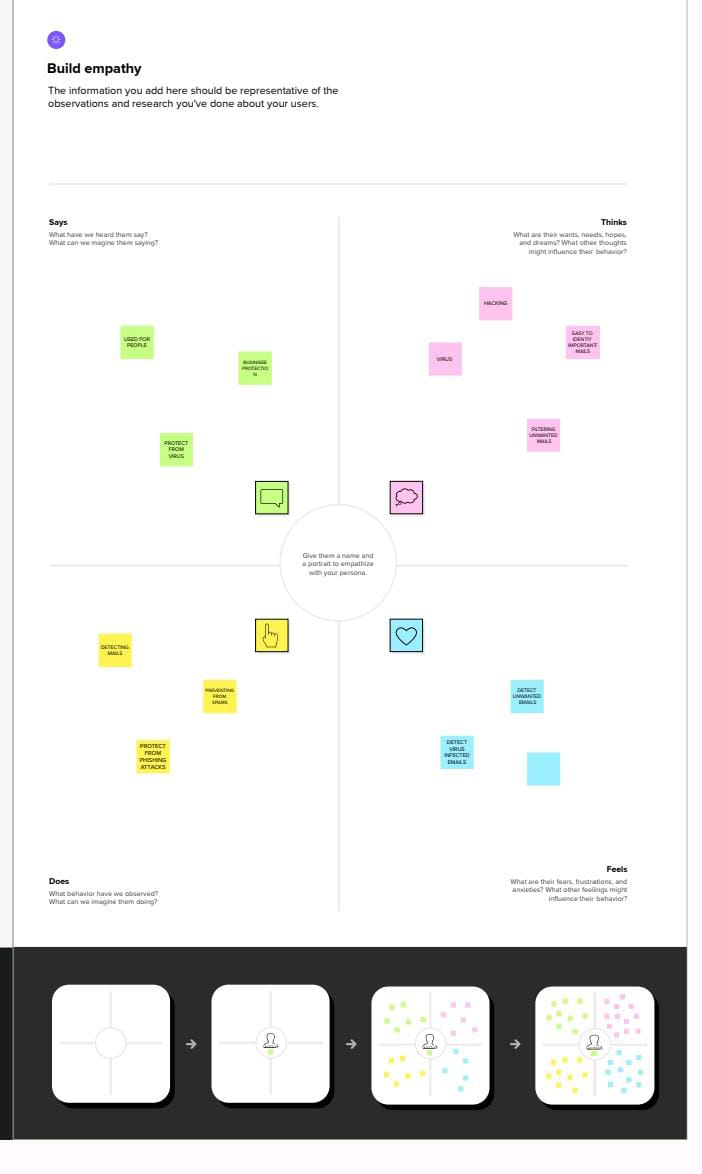 Build empathy
The information you add here should be representative of the
observations and research you've done about your users.
Says
What have we heard them say?
What can we magine them saying?
Thinks
What are their wants, needs, hopes,
and dreams? What other thoughts
might influence their behavior?
HACKING
USED FOR
PEOPLE
BUSINSEE
PROTECTIO
N
VIRUS
EASY TO
IDENTIY
IMPORTANT
MAILS
PROTECT
FROM
VIRUS
FILTERING
UNWANTED
MAILS
Give them a name and
a portrait to empathize
with your persona.
DETECTING
MAILS
PREVENTING
FROM
SPAMS
PROTECT
FROM
PHISHING
ATTACKS
DETECT
UNWANTED
EMAILS
DETECT
VIRUS
INFECTED
EMAILS
Does
What behavior have we observed?
What can we imagine them doing?
Feels
What are their fears, frustrations, and
anxieties? What other feelings might
influence their behavior?